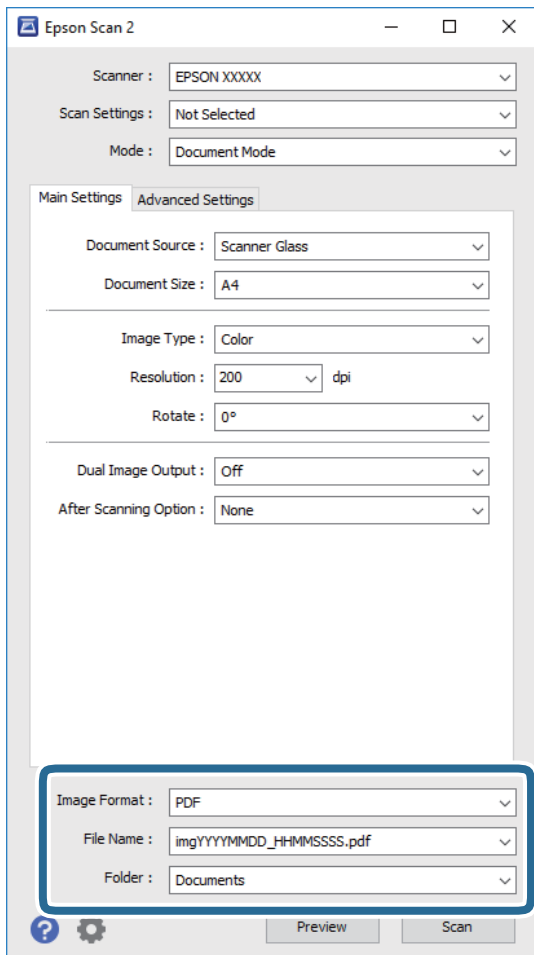 Epson Scan 2
Scanner : EPSON XXXXX
Scan Settings : Not Selected
Mode : Document Mode
Main Settings Advanced Settings
Document Source : Scanner Glass
Document Size : A4
Image Type : Color
Resolution : 200 dpi
Rotate : 0°
Dual Image Output : Off
After Scanning Option : None
Image Format : PDF
File Name : imgYYYYMMDD_HHMMSSSS.pdf
Folder : Documents
? Preview Scan